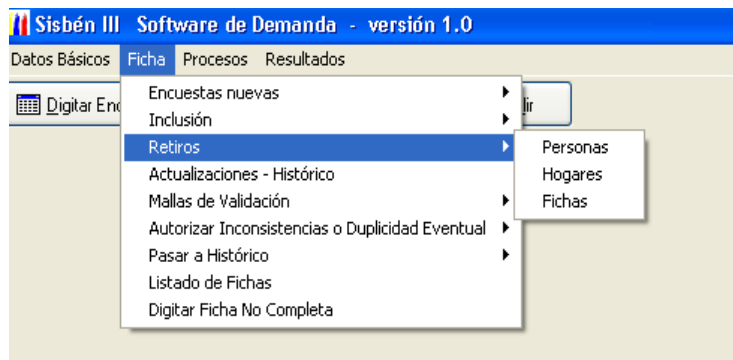 Sisbén III Software de Demanda - versión 1.0
Datos Básicos Ficha Procesos Resultados
Digitar
Encuestas nuevas
Inclusión
Retiros
Actualizaciones - Histórico
Mallas de Validación
Autorizar Inconsistencias o Duplicidad Eventual
Pasar a Histórico
Listado de Fichas
Digitar Ficha No Completa
Personas
Hogares
Fichas